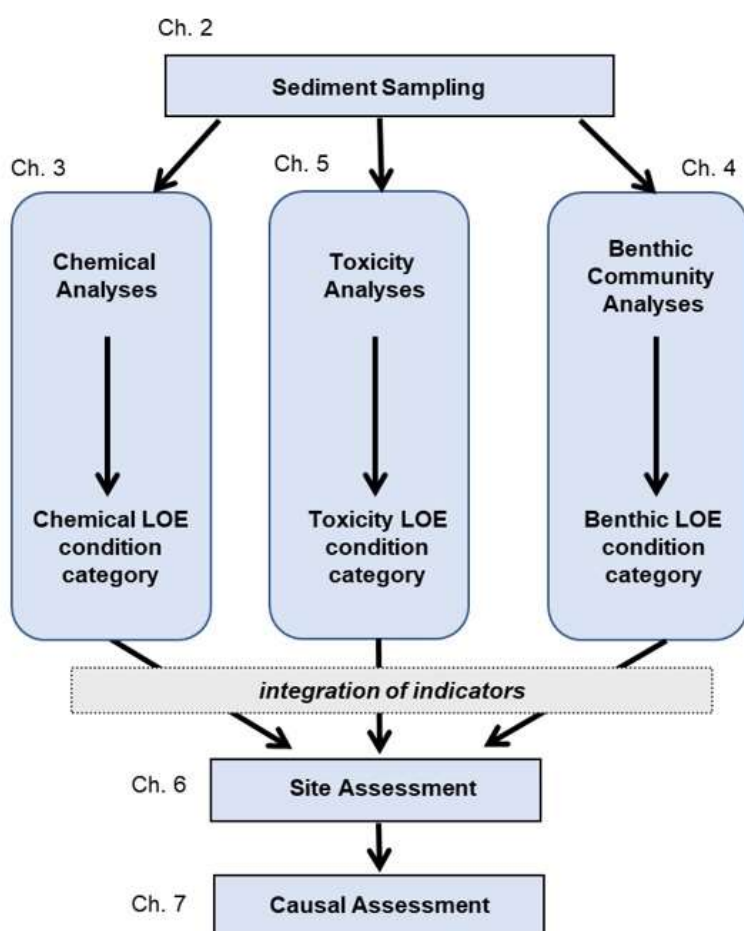 Ch. 2
Sediment Sampling
Ch. 3
Ch. 5
Ch. 4
Chemical
Analyses
Chemical LOE
condition
category
Toxicity
Analyses
Toxicity LOE
condition
category
Benthic
Community
Analyses
Benthic LOE
condition
category
integration of indicators
Ch. 6
Site Assessment
Ch. 7
Causal Assessment